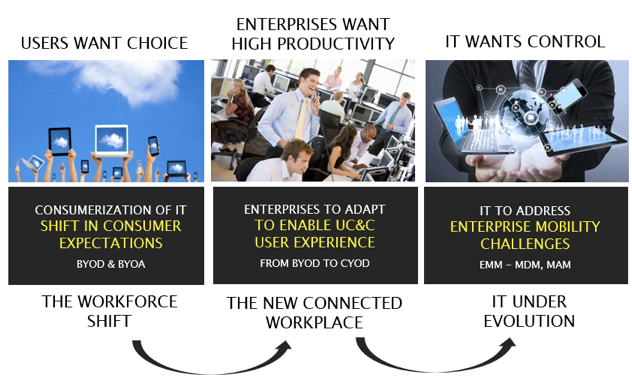 USERS WANT CHOICE
ENTERPRISES WANT
HIGH PRODUCTIVITY
IT WANTS CONTROL
CONSUMERIZATION OF IT
SHIFT IN CONSUMER
EXPECTATIONS
BYOD & BYOA
ENTERPRISES TO ADAPT
TO ENABLE UC&C
USER EXPERIENCE
FROM BYOD TO CYOD
IT TO ADDRESS
ENTERPRISE MOBILITY
CHALLENGES
EMM – MDM, MAM
THE WORKFORCE
SHIFT
THE NEW CONNECTED
WORKPLACE
IT UNDER
EVOLUTION